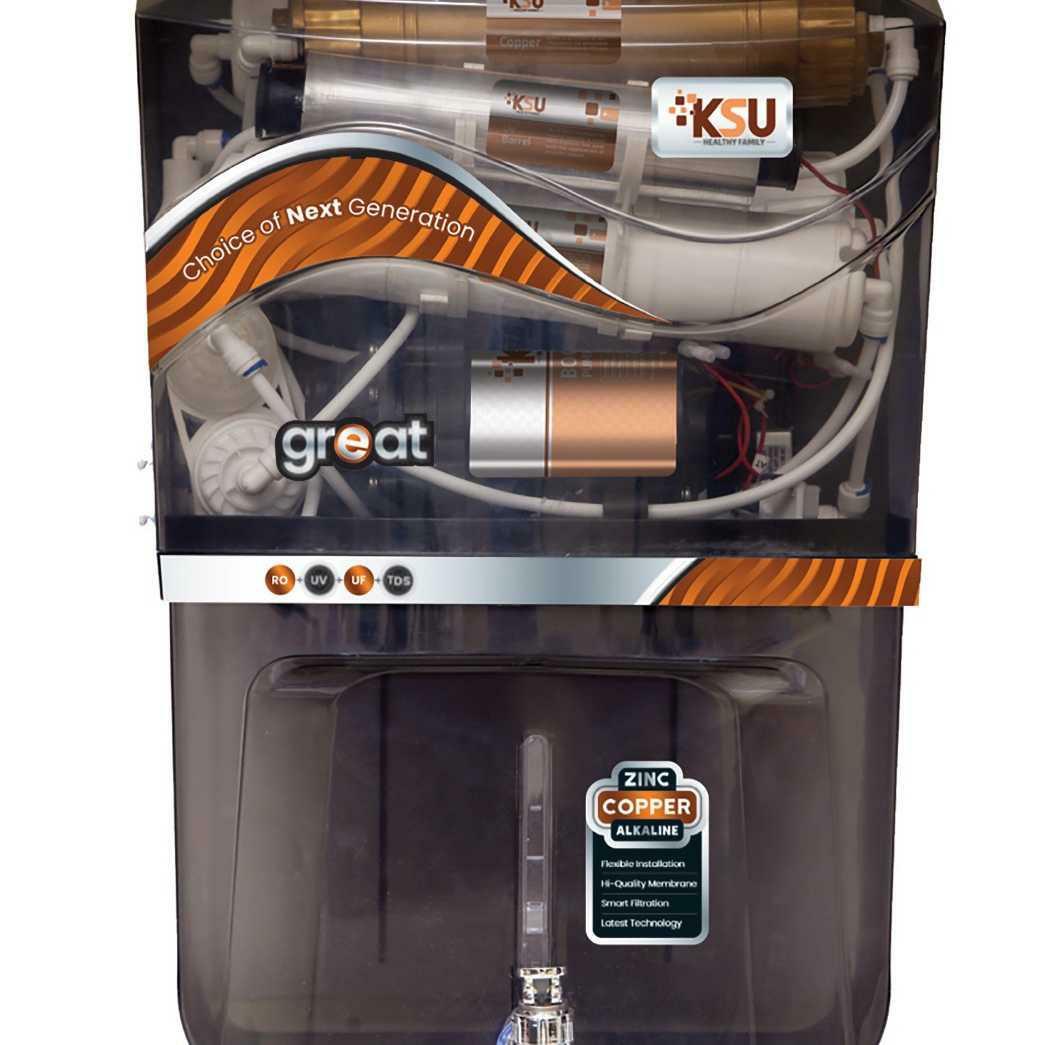 KSU
Copper
KSU
Barrel
KSU
HEALTHY FAMILY
Choice of Next Generation
great
RO + UV + UF + TDS
ZINC
COPPER
ALKALINE
Flexible Installation
Hi-Quality Membrane
Smart Filtration
Latest Technology